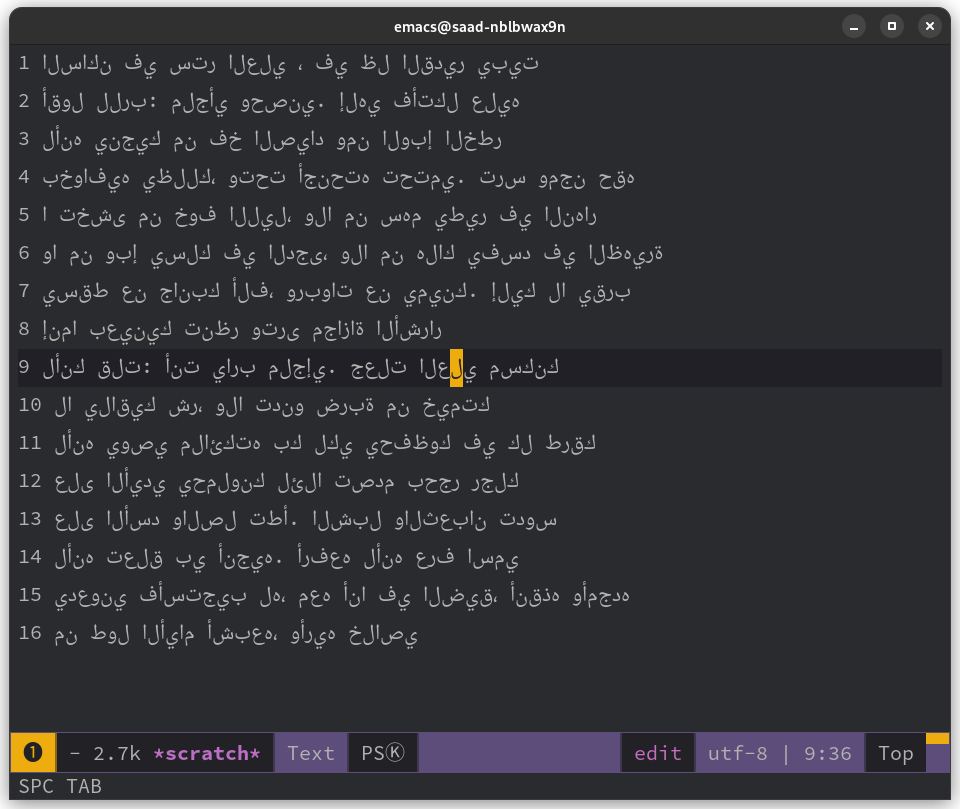 emacs@saad-nblbwax9n
1 الساكن في ستر العلي ، في ظل القدير يبيت
2 أقول للرب: ملجأي وحصني. إلهي فأتكل عليه
3 لأنه ينجيك من فخ الصياد ومن الوبإ الخطر
4 بخوافيه يظللك، وتحت أجنحته تحتمي. ترس ومجن حقه
5 ا تخشى من خوف الليل، ولا من سهم يطير في النهار
6 وا من وبإ يسلك في الدجى، ولا من هلاك يفسد في الظهيرة
7 يسقط عن جانبك ألف، وربوات عن يمينك. إليك لا يقرب
8 إنما بعينيك تنظر وترى مجازاة الأشرار
9 لأنك قلت: أنت يارب ملجإي. جعلت العلي مسكنك
10 لا يلاقيك شر، ولا تدنو ضربة من خيمتك
11 لأنه يوصي ملائكته بك لكي يحفظوك في كل طرقك
12 على الأيدي يحملونك لئلا تصدم بحجر رجلك
13 على الأسد والصل تطأ. الشبل والثعبان تدوس
14 لأنه تعلق بي أنجيه. أرفعه لأنه عرف اسمي
15 يدعوني فأستجيب له، معه أنا في الضيق، أنقذه وأمجده
16 من طول الأيام أشبعه، وأريه خلاصي
❶ - 2.7k *scratch* Text PSⓀ edit utf-8 | 9:36 Top
SPC TAB